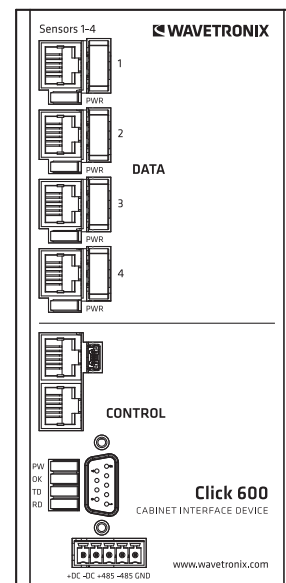 Sensors 1-4
WAVETRONIX
1
PWR
2
DATA
PWR
3
PWR
4
PWR
CONTROL
PW
OK
TD
RD
Click 600
CABINET INTERFACE DEVICE
www.wavetronix.com
+DC -DC +485 -485 GND